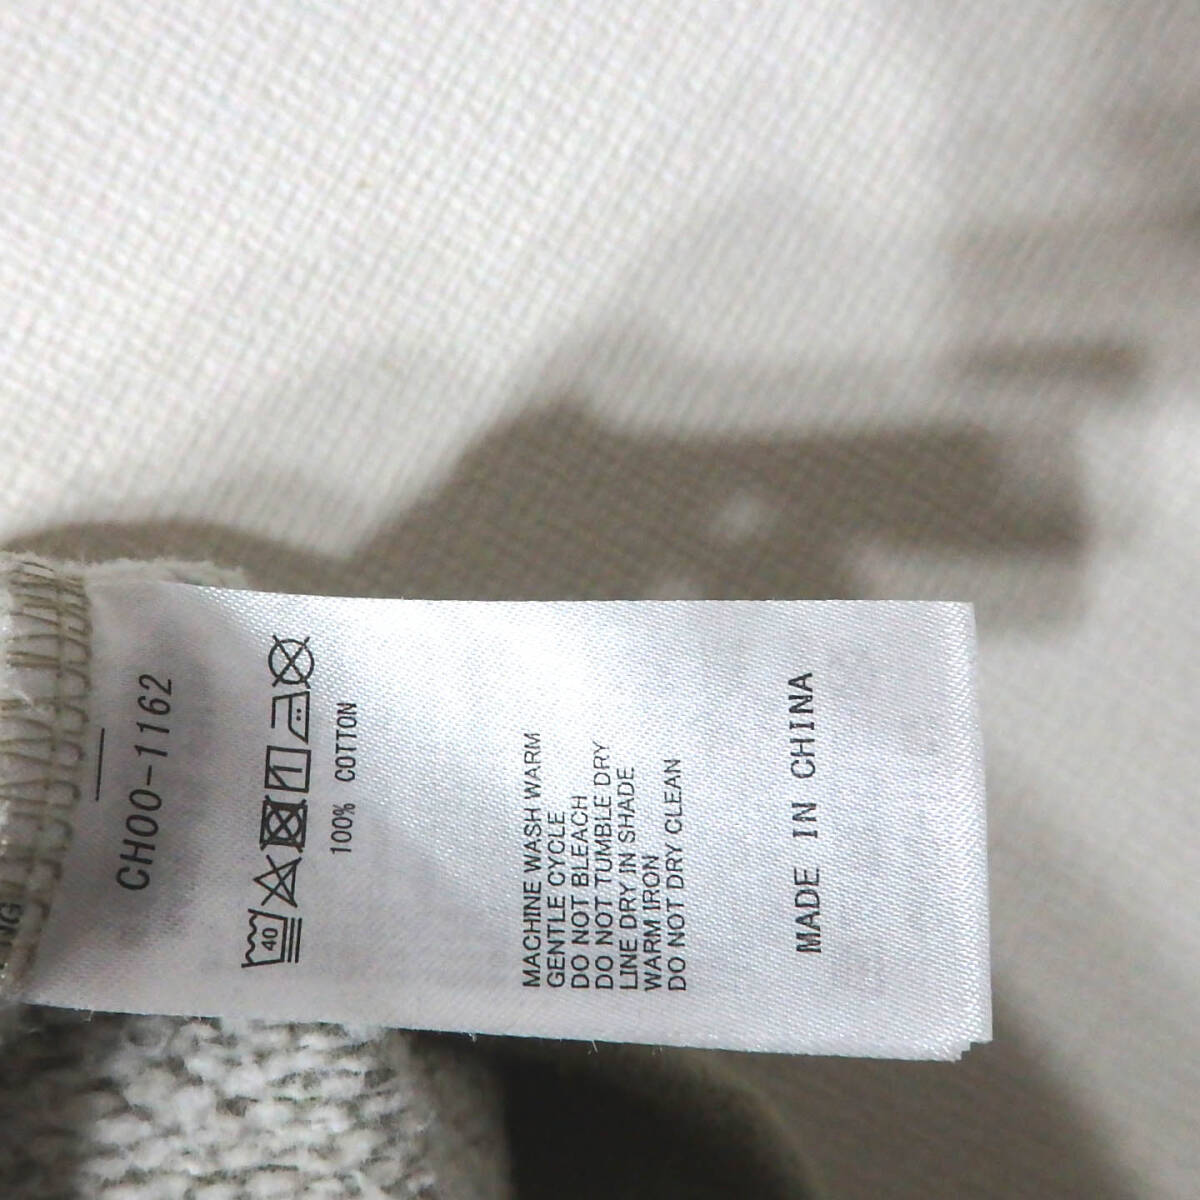 CH00-1162
40
100% COTTON
MACHINE WASH WARM
GENTLE CYCLE
DO NOT BLEACH
DO NOT TUMBLE DRY
LINE DRY IN SHADE
WARM IRON
DO NOT DRY CLEAN
MADE IN CHINA